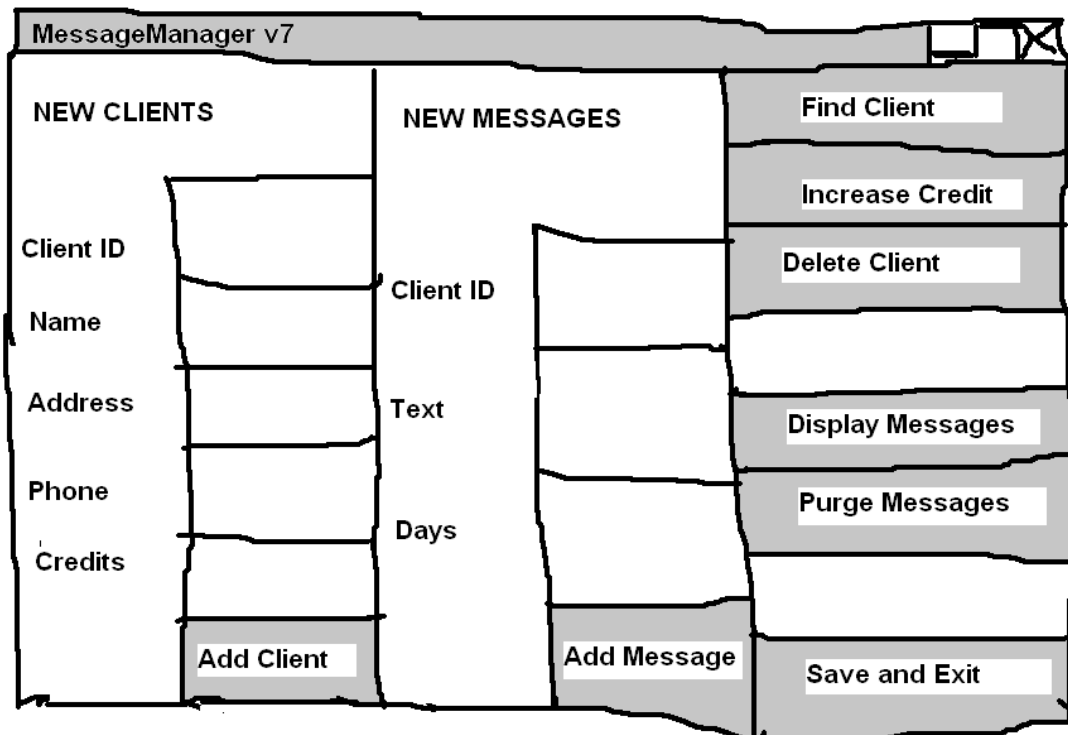 MessageManager v7
NEW CLIENTS
Client ID
Name
Address
Phone
Credits
Add Client
NEW MESSAGES
Client ID
Text
Days
Add Message
Find Client
Increase Credit
Delete Client
Display Messages
Purge Messages
Save and Exit